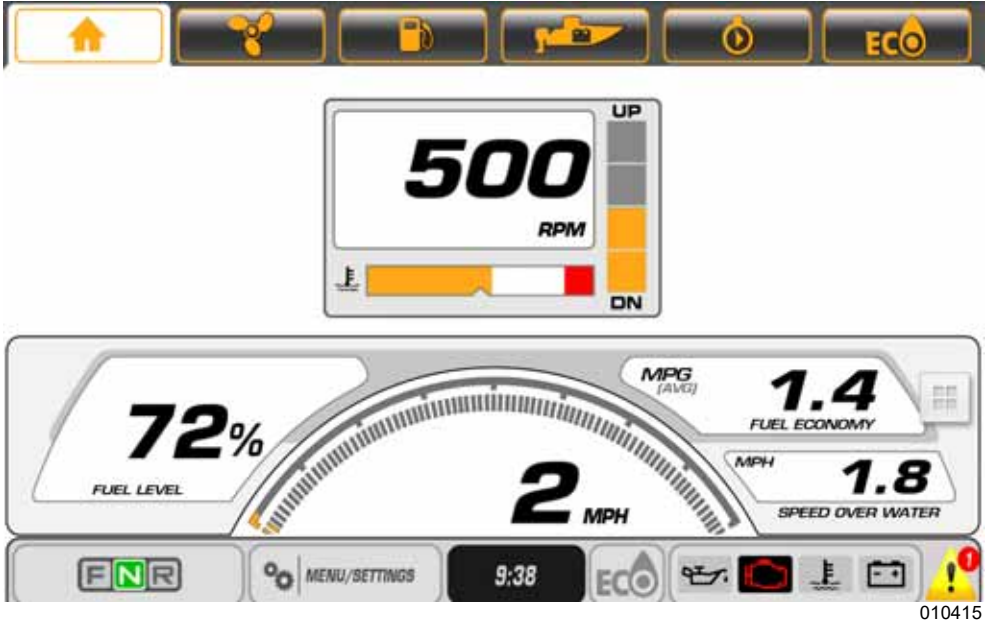 ECO
UP
500
RPM
DN
MPG
(AVG)
1.4
FUEL ECONOMY
72%
FUEL LEVEL
2 MPH
MPH
1.8
SPEED OVER WATER
F N R
MENU/SETTINGS
9:38
ECO
1
010415